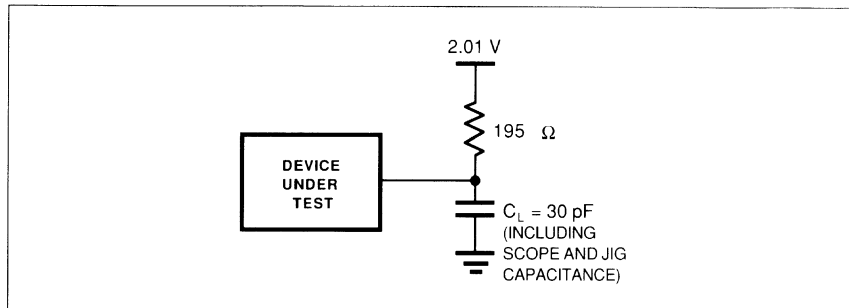 2.01 V
195 Ω
DEVICE
UNDER
TEST
C_L = 30 pF
(INCLUDING
SCOPE AND JIG
CAPACITANCE)